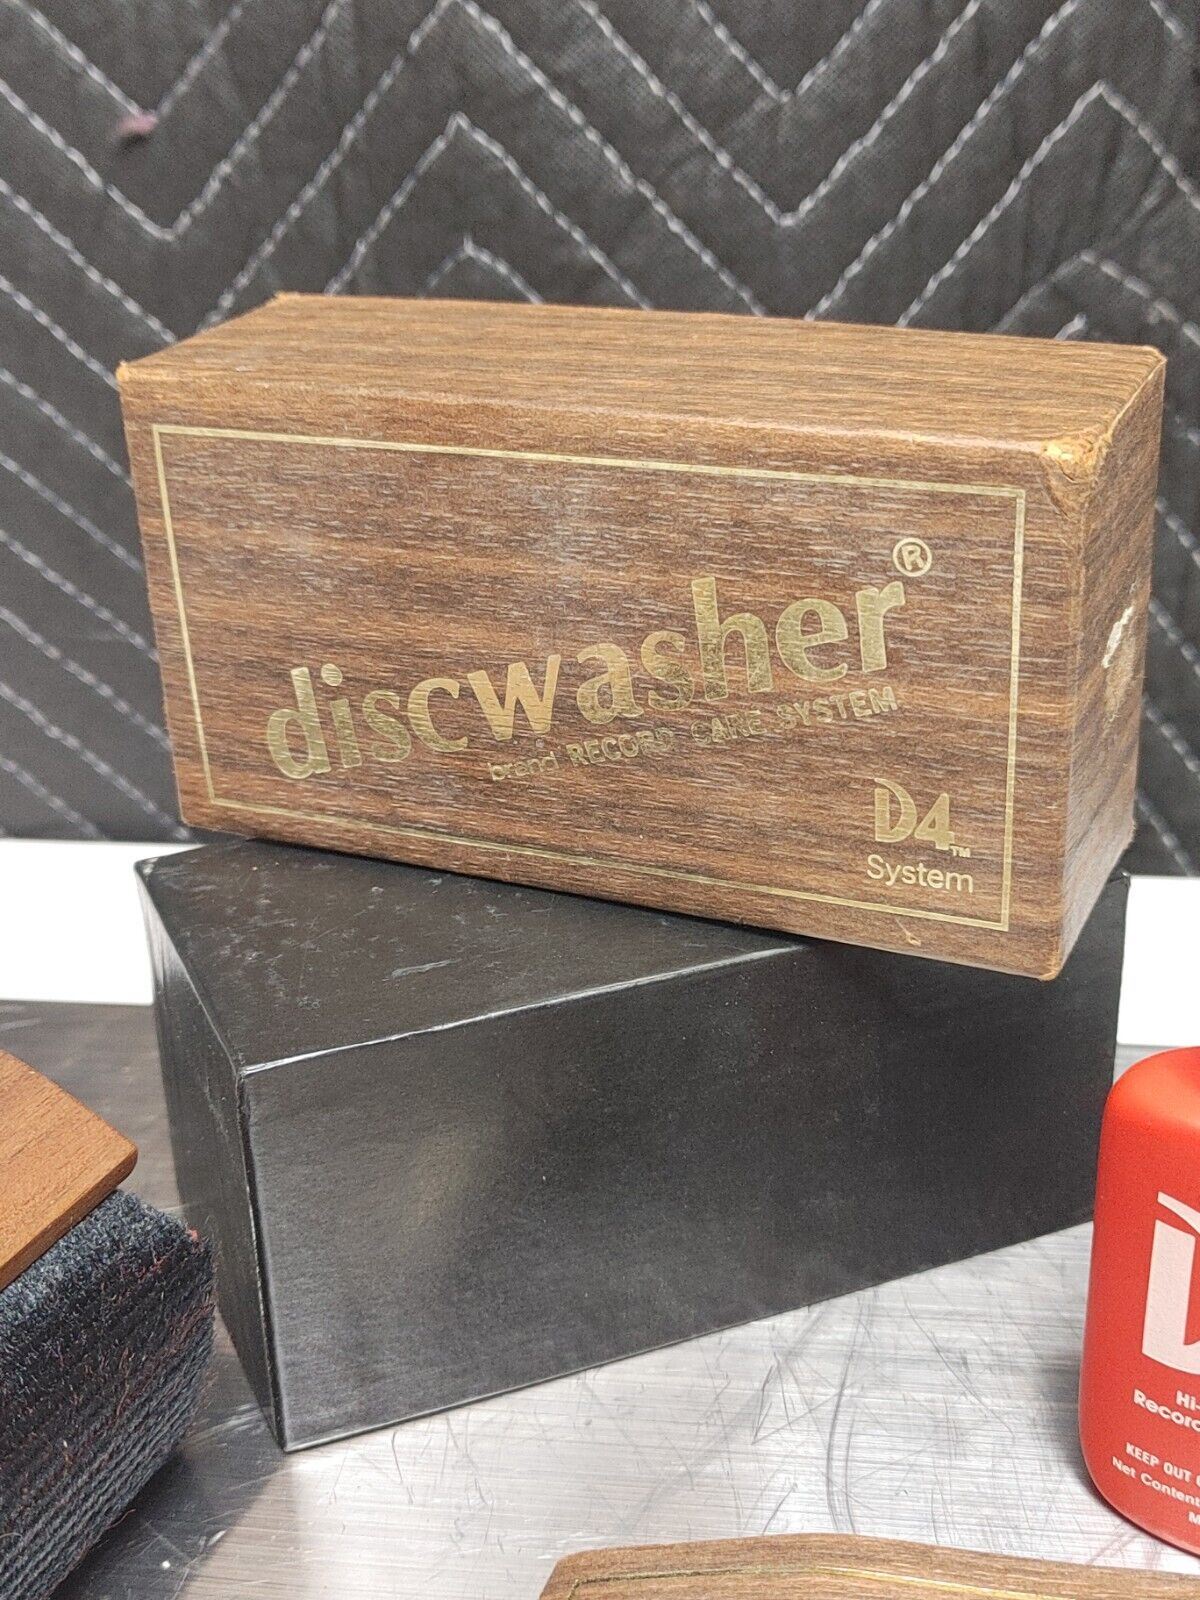 discwasher®
brand RECORD CARE SYSTEM
D4™
System
Hi-
Record
KEEP OUT
Net Content